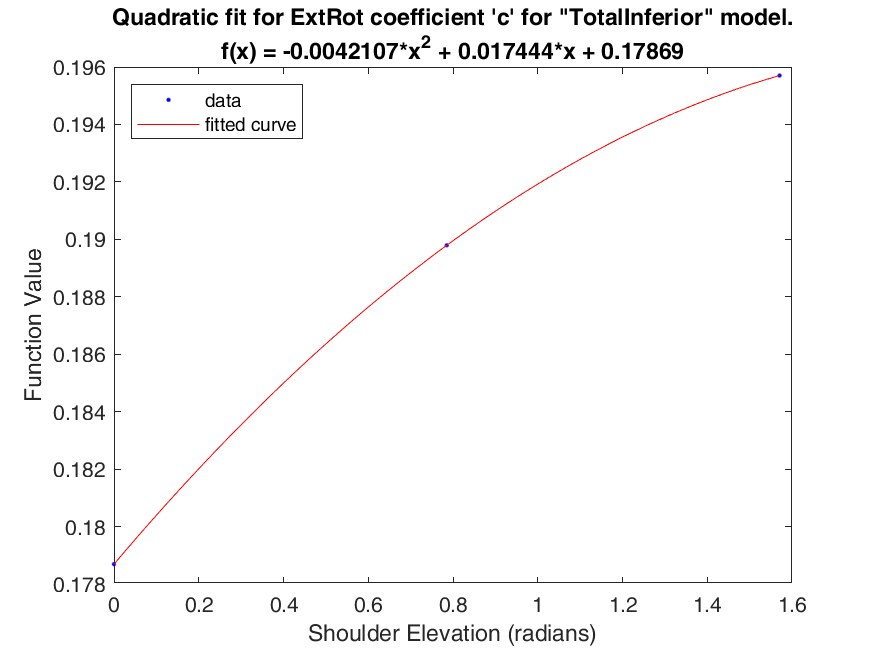 Quadratic fit for ExtRot coefficient 'c' for "TotalInferior" model.
f(x) = -0.0042107*x² + 0.017444*x + 0.17869
0.196
0.194
0.192
0.19
0.188
0.186
0.184
0.182
0.18
0.178
data
fitted curve
Function Value
0 0.2 0.4 0.6 0.8 1 1.2 1.4 1.6
Shoulder Elevation (radians)